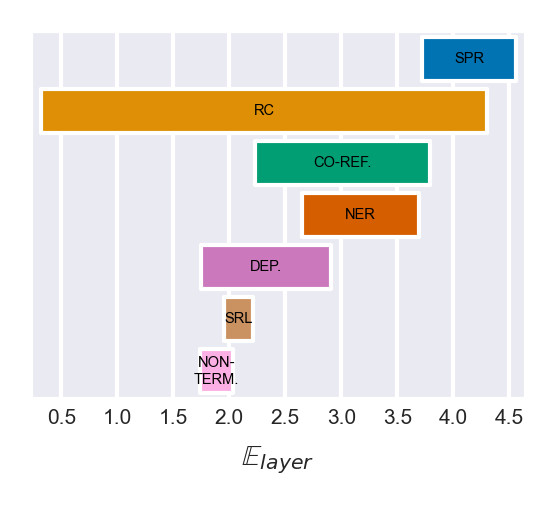 SPR
RC
CO-REF.
NER
DEP.
SRL
NON-
TERM.
0.5 1.0 1.5 2.0 2.5 3.0 3.5 4.0 4.5
𝔼layer